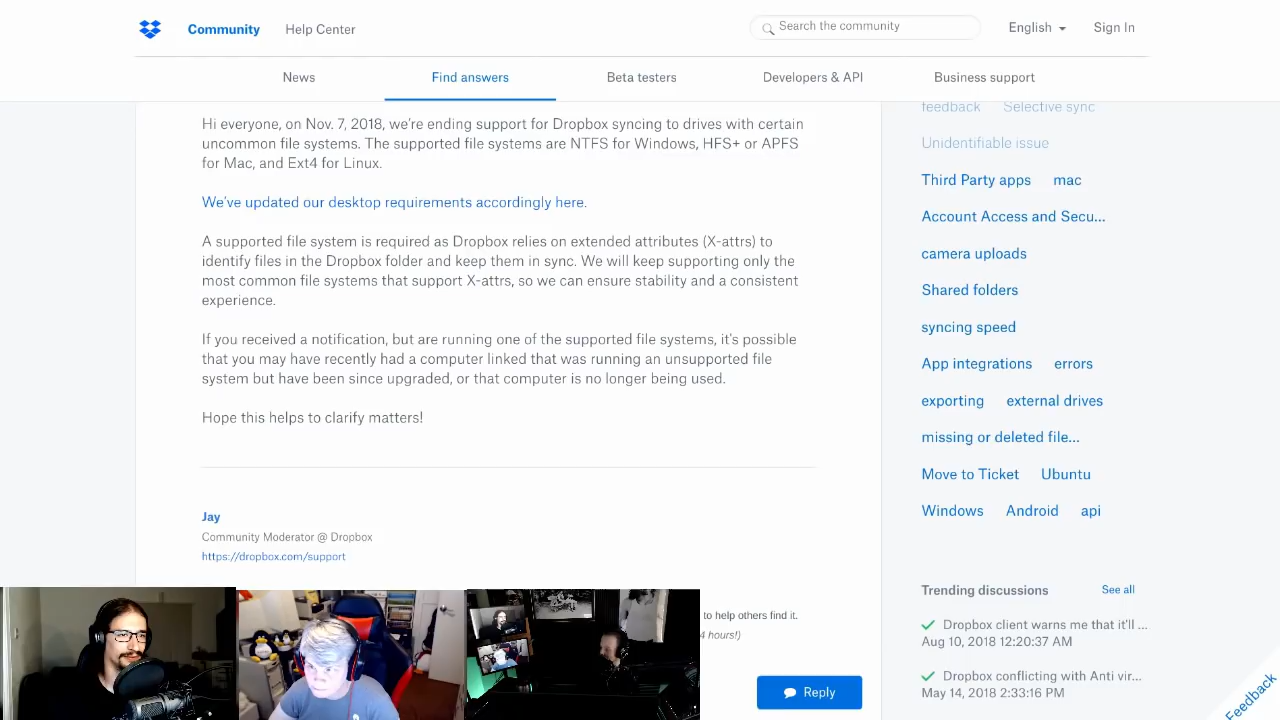 Community
Help Center
Search the community
English
Sign In
News
Find answers
Beta testers
Developers & API
Business support
Hi everyone, on Nov. 7, 2018, we're ending support for Dropbox syncing to drives with certain
uncommon file systems. The supported file systems are NTFS for Windows, HFS+ or APFS
for Mac, and Ext4 for Linux.
We've updated our desktop requirements accordingly here.
A supported file system is required as Dropbox relies on extended attributes (X-attrs) to
identify files in the Dropbox folder and keep them in sync. We will keep supporting only the
most common file systems that support X-attrs, so we can ensure stability and a consistent
experience.
If you received a notification, but are running one of the supported file systems, it's possible
that you may have recently had a computer linked that was running an unsupported file
system but have been since upgraded, or that computer is no longer being used.
Hope this helps to clarify matters!
Jay
Community Moderator @ Dropbox
https://dropbox.com/support
to help others find it.
4 hours!)
Reply
feedback Selective sync
Unidentifiable issue
Third Party apps mac
Account Access and Secu...
camera uploads
Shared folders
syncing speed
App integrations errors
exporting external drives
missing or deleted file...
Move to Ticket Ubuntu
Windows Android api
Trending discussions
See all
Dropbox client warns me that it'll ...
Aug 10, 2018 12:20:37 AM
Dropbox conflicting with Anti vir...
May 14, 2018 2:33:16 PM
Feedback